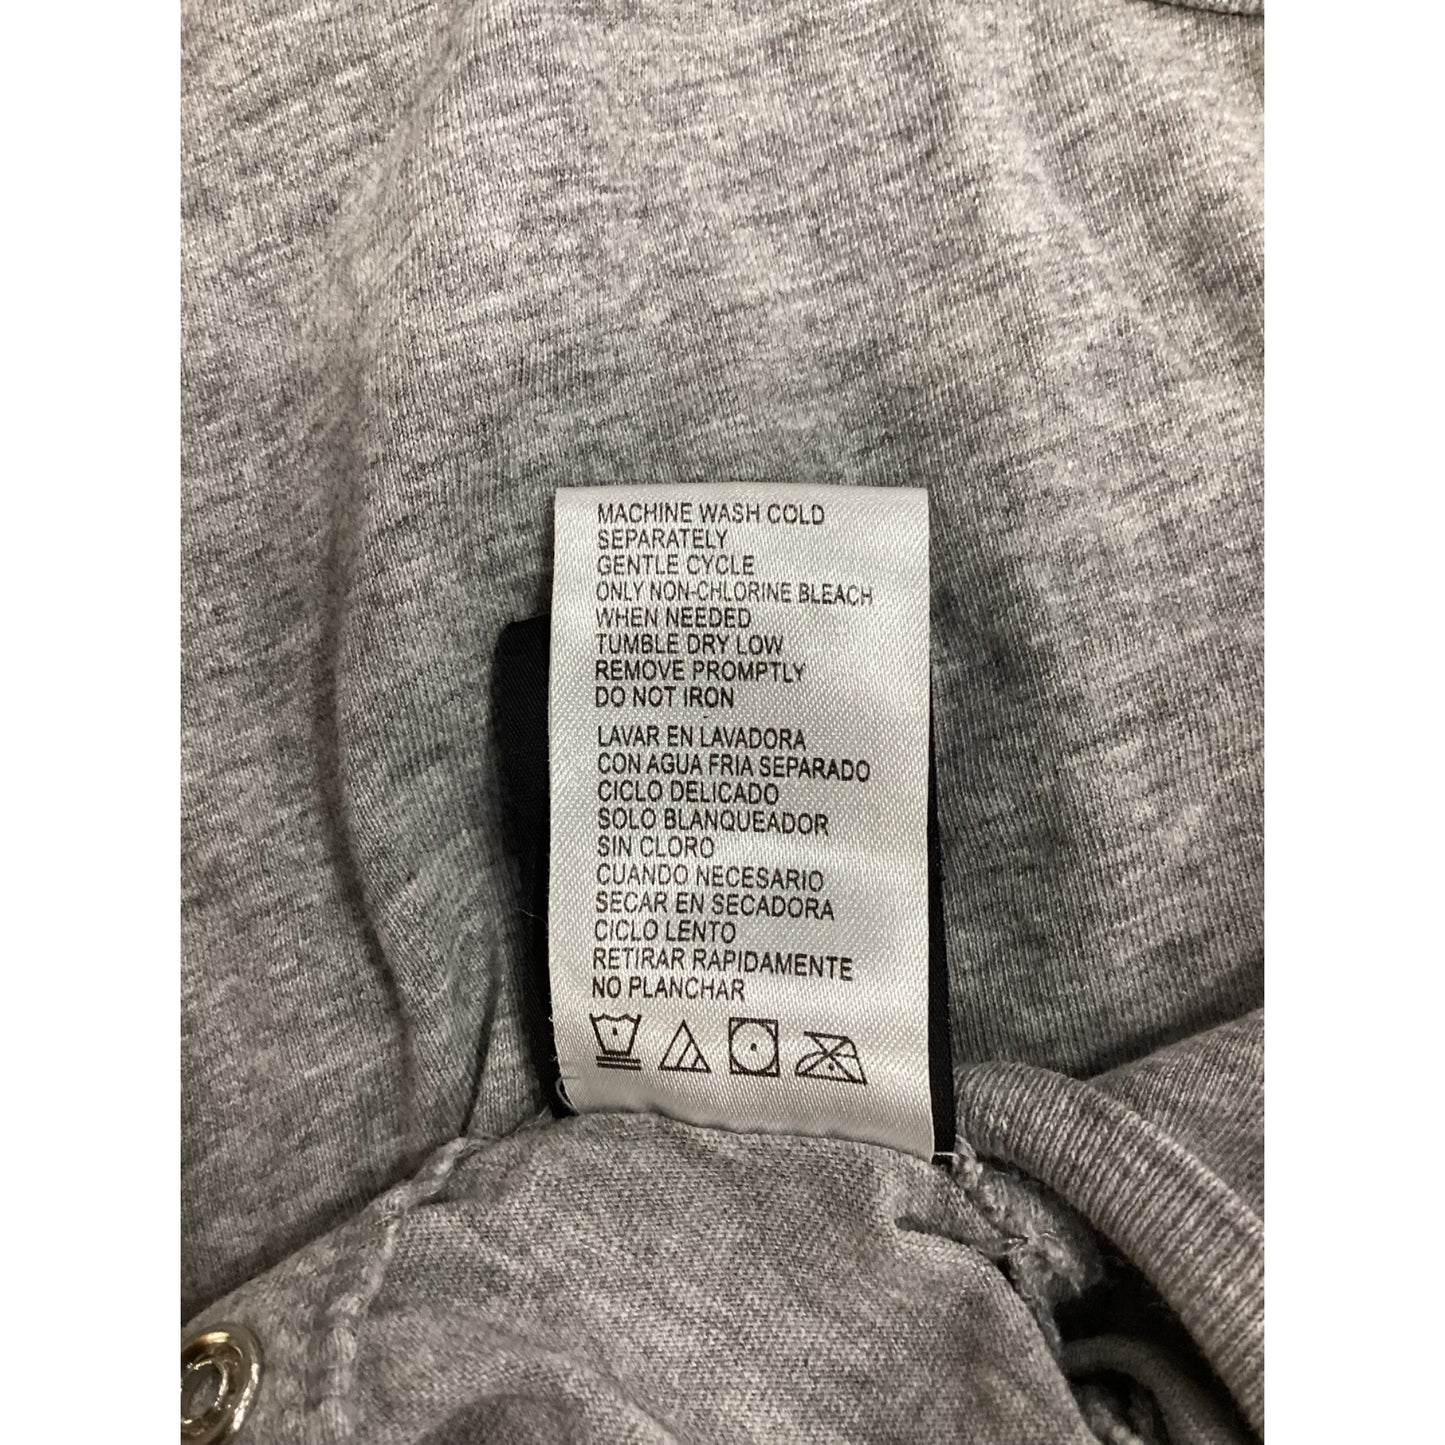 MACHINE WASH COLD
SEPARATELY
GENTLE CYCLE
ONLY NON-CHLORINE BLEACH
WHEN NEEDED
TUMBLE DRY LOW
REMOVE PROMPTLY
DO NOT IRON
LAVAR EN LAVADORA
CON AGUA FRIA SEPARADO
CICLO DELICADO
SOLO BLANQUEADOR
SIN CLORO
CUANDO NECESARIO
SECAR EN SECADORA
CICLO LENTO
RETIRAR RAPIDAMENTE
NO PLANCHAR